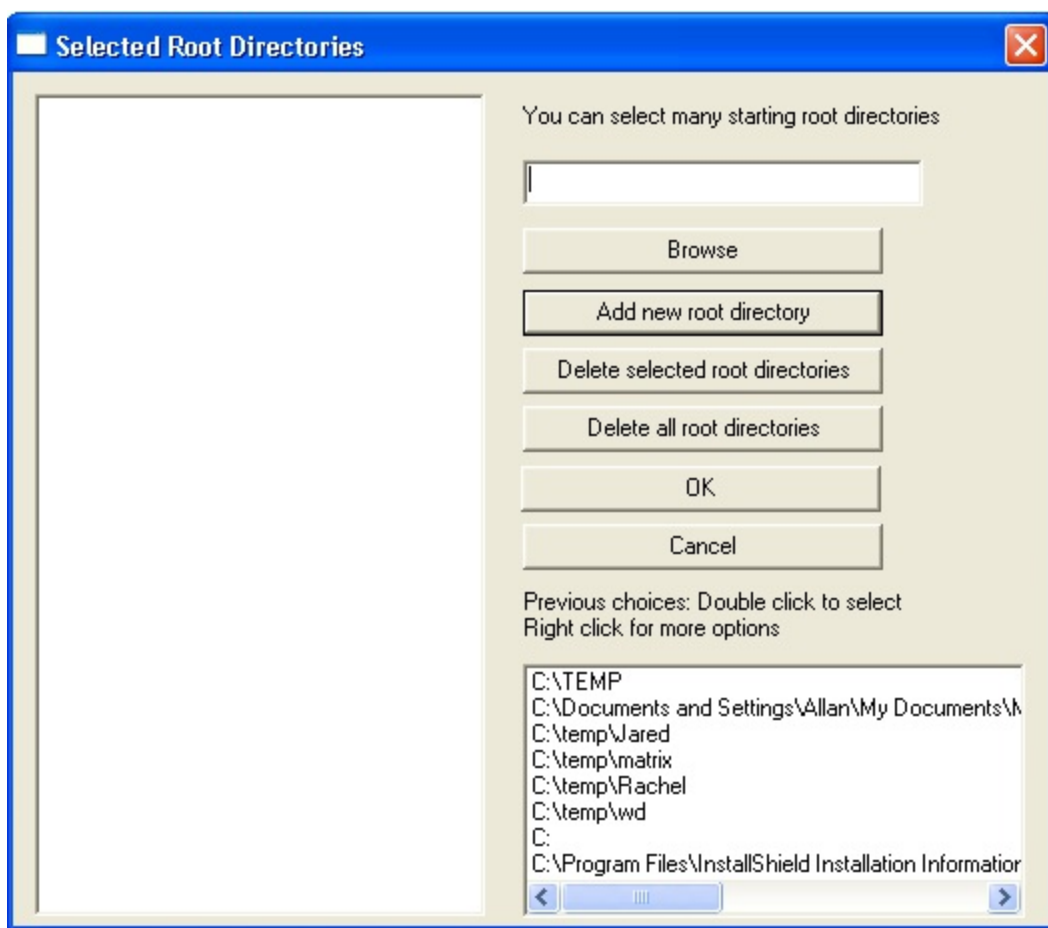 Selected Root Directories
You can select many starting root directories
Browse
Add new root directory
Delete selected root directories
Delete all root directories
OK
Cancel
Previous choices: Double click to select
Right click for more options
C:\TEMP
C:\Documents and Settings\Allan\My Documents\
C:\temp\Jared
C:\temp\matrix
C:\temp\Rachel
C:\temp\wd
C:
C:\Program Files\InstallShield Installation Information